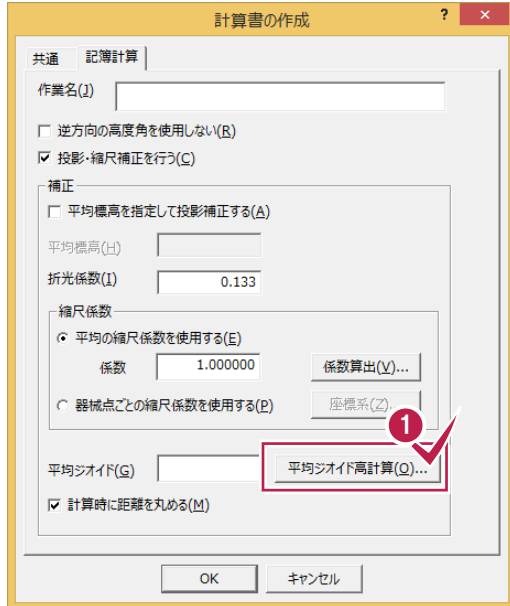 計算書の作成
? ×
共通 記簿計算
作業名(J)
逆方向の高度角を使用しない(R)
投影・縮尺補正を行う(C)
補正
平均標高を指定して投影補正する(A)
平均標高(H)
折光係数(I) 0.133
縮尺係数
平均の縮尺係数を使用する(E)
係数 1.000000 係数算出(V)...
器械点ごとの縮尺係数を使用する(P) 座標系(Z)...
1
平均ジオイド(G) 平均ジオイド高計算(O)...
計算時に距離を丸める(M)
OK キャンセル